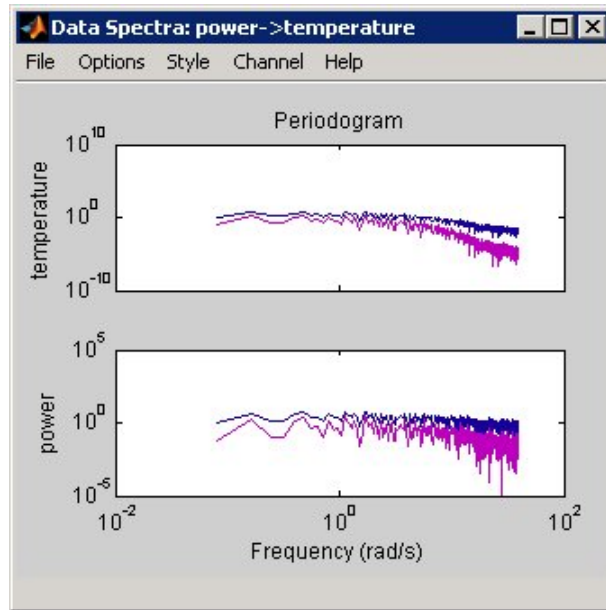 Data Spectra: power->temperature
File Options Style Channel Help
Periodogram
temperature
10^10
10^0
10^-10
power
10^5
10^0
10^-5
10^-2 10^0 10^2
Frequency (rad/s)